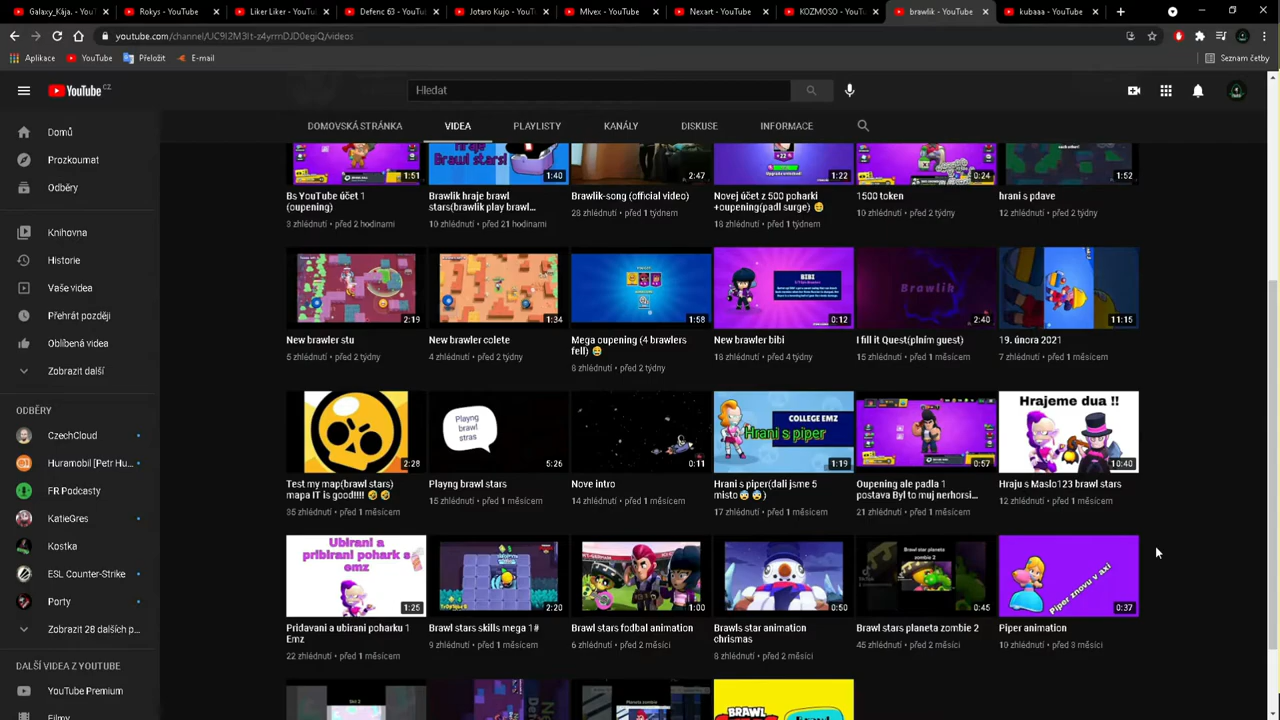 Galaxy_Kája. - YouTube
Rokys - YouTube
Liker Liker - YouTube
Defenc 63 - YouTube
Jotaro Kujo - YouTube
Mlvex - YouTube
Nexart - YouTube
KOZMOSO - YouTube
brawlik - YouTube
kubaaa - YouTube
Aplikace
YouTube
Přeložit
E-mail
Seznam četby
YouTube CZ
Hledat
DOMOVSKÁ STRÁNKA
VIDEA
PLAYLISTY
KANÁLY
DISKUSE
INFORMACE
Domů
Prozkoumat
Odběry
Knihovna
Historie
Vaše videa
Přehrát později
Oblíbená videa
Zobrazit další
ODBĚRY
CzechCloud
Huramobil [Petr Hu...
FR Podcasty
KatieGres
Kostka
ESL Counter-Strike
Porty
Zobrazit 28 dalších p...
DALŠÍ VIDEA Z YOUTUBE
YouTube Premium
Filmy
1:51
Brawl stars!
1:40
2:47
+22
1:22
0:24
each other!
1:52
Bs YouTube účet 1
(oupening)
3 zhlédnutí • před 2 hodinami
Brawlik hraje brawl
stars(brawlik play brawl...
10 zhlédnutí • před 21 hodinami
Brawlik-song (official video)
28 zhlédnutí • před 1 týdnem
Novej účet z 500 poharki
+oupening(padl surge) 😑
18 zhlédnutí • před 1 týdnem
1500 token
10 zhlédnutí • před 2 týdny
hrani s pdave
12 zhlédnutí • před 2 týdny
2:19
1:34
1:58
BIBI
0:12
Brawlik
2:40
11:15
New brawler stu
5 zhlédnutí • před 2 týdny
New brawler colete
4 zhlédnutí • před 2 týdny
Mega oupening (4 brawlers
fell) 😂
8 zhlédnutí • před 2 týdny
New brawler bibi
18 zhlédnutí • před 4 týdny
I fill it Quest(plním guest)
15 zhlédnutí • před 1 měsícem
19. února 2021
7 zhlédnutí • před 1 měsícem
2:28
Playng
brawl
stras
5:26
0:11
COLLEGE EMZ
Hrani s piper
1:19
0:57
Hrajeme dua !!
10:40
Test my map(brawl stars)
mapa IT is good!!!! 🤣🤣
35 zhlédnutí • před 1 měsícem
Playng brawl stars
15 zhlédnutí • před 1 měsícem
Nove intro
14 zhlédnutí • před 1 měsícem
Hrani s piper(dali jsme 5
misto😨😨)
17 zhlédnutí • před 1 měsícem
Oupening ale padla 1
postava Byl to muj nerhorsi...
21 zhlédnutí • před 1 měsícem
Hraju s Maslo123 brawl stars
12 zhlédnutí • před 1 měsícem
Ubirani a
pribirani pohark s
emz
1:25
2:20
1:00
0:50
Brawl star planeta
zombie 2
0:45
Piper znovu v axi
0:37
Pridavani a ubirani poharku 1
Emz
22 zhlédnutí • před 1 měsícem
Brawl stars skills mega 1#
9 zhlédnutí • před 1 měsícem
Brawl stars fodbal animation
6 zhlédnutí • před 2 měsíci
Brawls star animation
chrismas
8 zhlédnutí • před 2 měsíci
Brawl stars planeta zombie 2
45 zhlédnutí • před 2 měsíci
Piper animation
10 zhlédnutí • před 3 měsíci
Planeta zombie
BRAWL